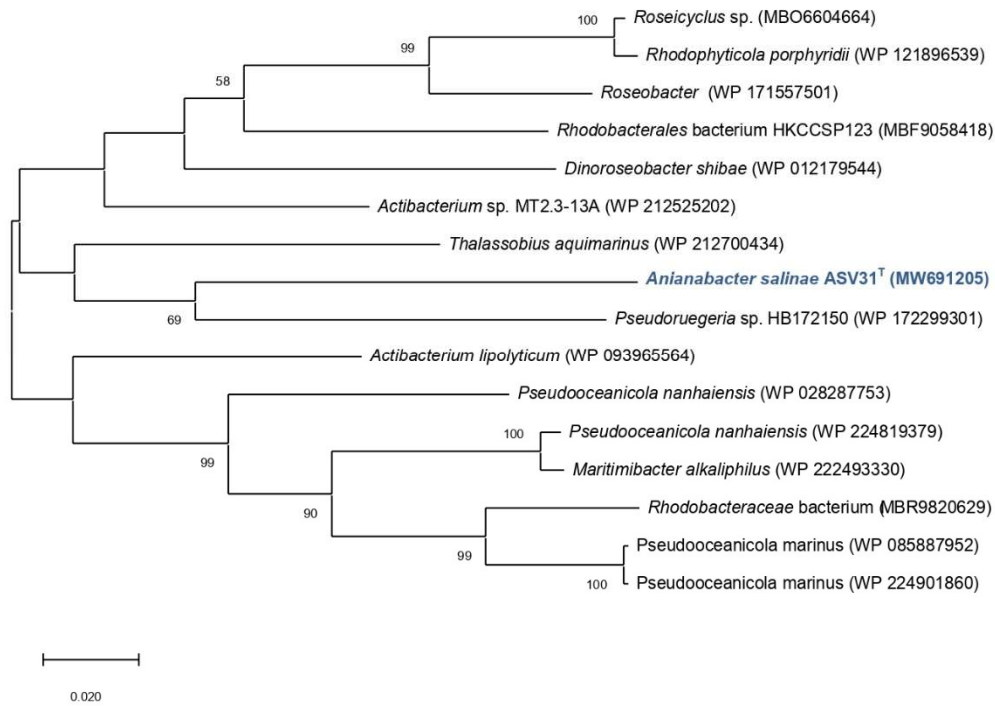 100
Roseicyclus sp. (MBO6604664)
99
Rhodophyticola porphyridii (WP 121896539)
58
Roseobacter (WP 171557501)
Rhodobacterales bacterium HKCCSP123 (MBF9058418)
Dinoroseobacter shibae (WP 012179544)
Actibacterium sp. MT2.3-13A (WP 212525202)
Thalassobius aquimarinus (WP 212700434)
Anianabacter salinae ASV31ᵀ (MW691205)
69
Pseudoruegeria sp. HB172150 (WP 172299301)
Actibacterium lipolyticum (WP 093965564)
Pseudooceanicola nanhaiensis (WP 028287753)
100
Pseudooceanicola nanhaiensis (WP 224819379)
99
Maritimibacter alkaliphilus (WP 222493330)
90
Rhodobacteraceae bacterium (MBR9820629)
Pseudooceanicola marinus (WP 085887952)
99
100
Pseudooceanicola marinus (WP 224901860)
0.020